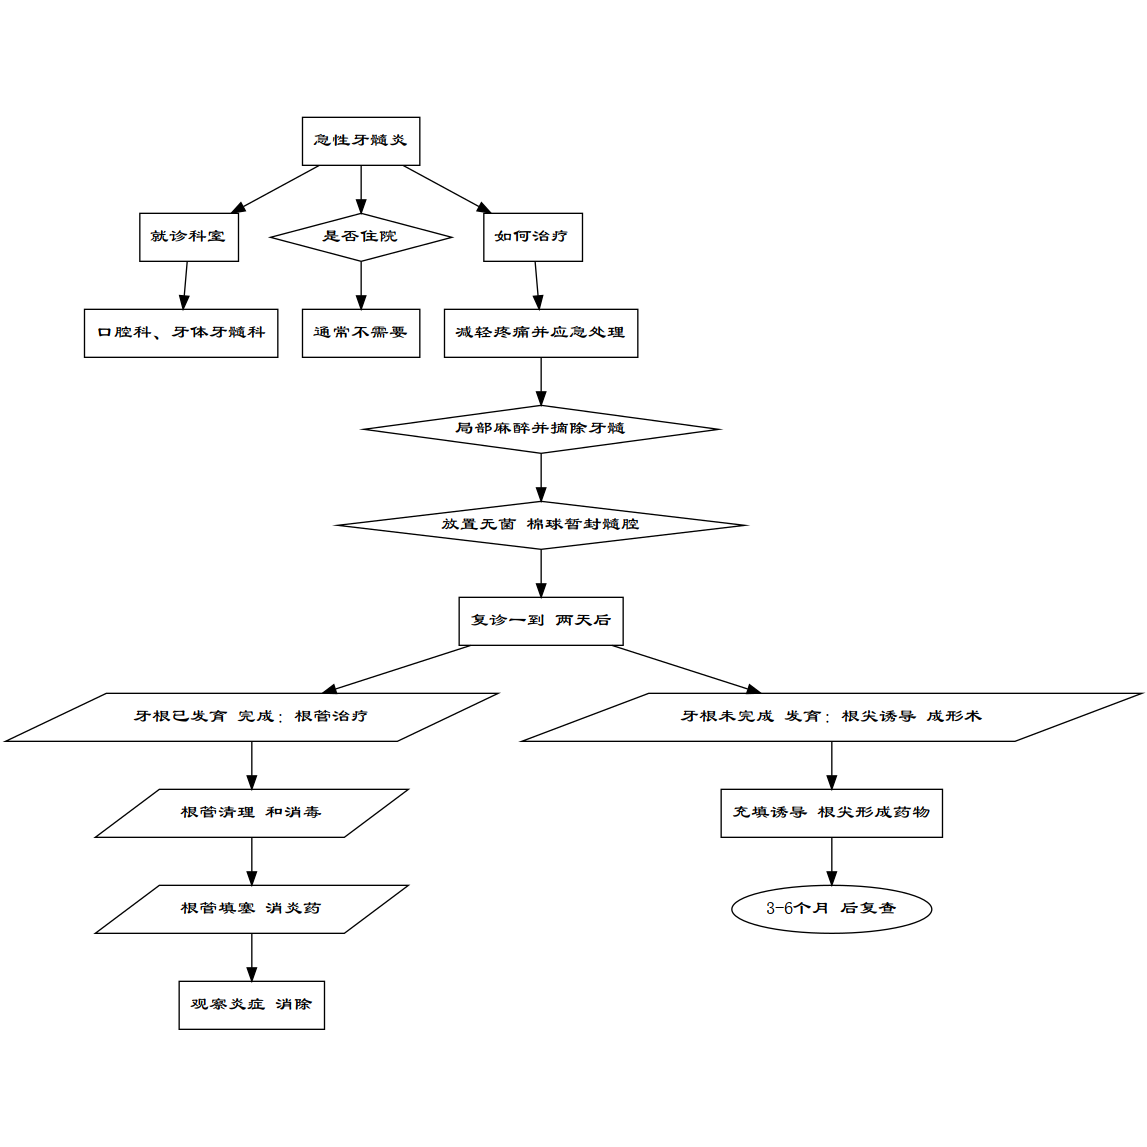 急性牙髓炎
就诊科室
是否住院
如何治疗
口腔科、牙体牙髓科
通常不需要
减轻疼痛并应急处理
局部麻醉并摘除牙髓
放置无菌 棉球暂封髓腔
复诊一到 两天后
牙根已发育 完成：根管治疗
牙根未完成 发育：根尖诱导 成形术
根管清理 和消毒
充填诱导 根尖形成药物
根管填塞 消炎药
3-6个月 后复查
观察炎症 消除